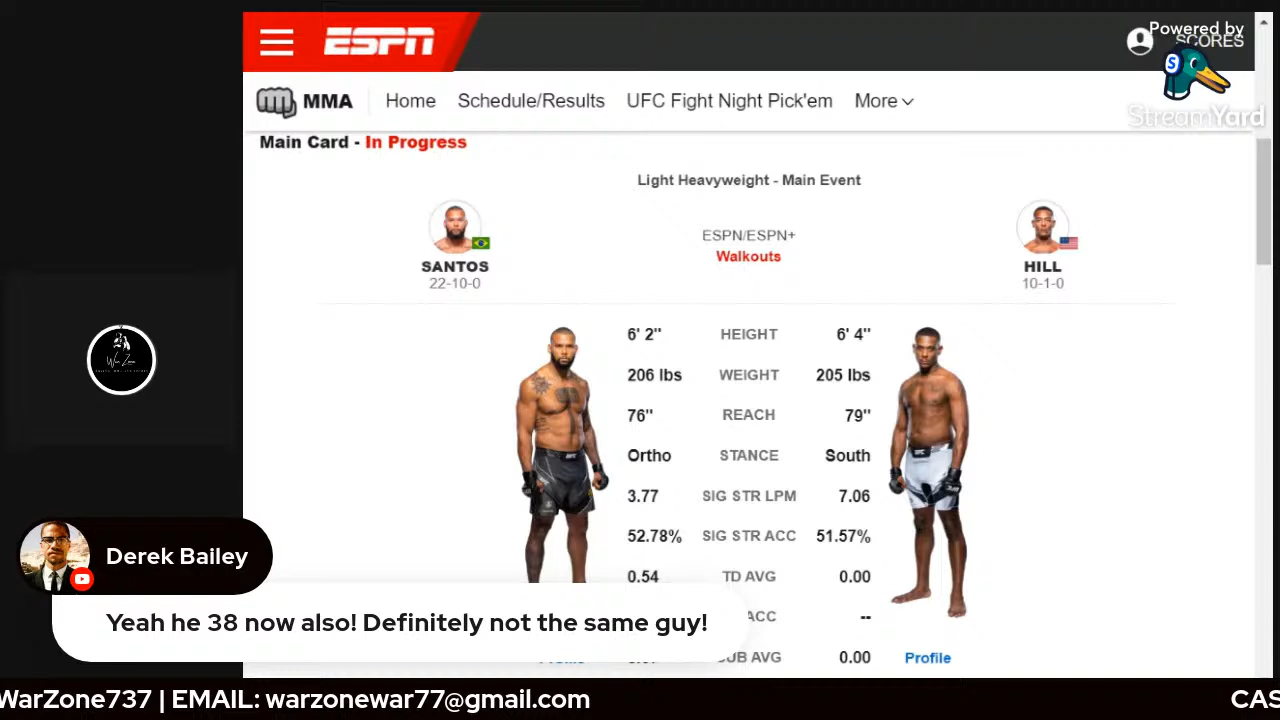 Powered by
SCORES
StreamYard
ESPN
MMA Home Schedule/Results UFC Fight Night Pick'em More
Main Card - In Progress
Light Heavyweight - Main Event
ESPN/ESPN+
Walkouts
SANTOS
22-10-0
HILL
10-1-0
6' 2" HEIGHT 6' 4"
206 lbs WEIGHT 205 lbs
76" REACH 79"
Ortho STANCE South
3.77 SIG STR LPM 7.06
52.78% SIG STR ACC 51.57%
0.54 TD AVG 0.00
ACC --
SUB AVG 0.00
Profile
Derek Bailey
Yeah he 38 now also! Definitely not the same guy!
WarZone737 | EMAIL: warzonewar77@gmail.com
CAS